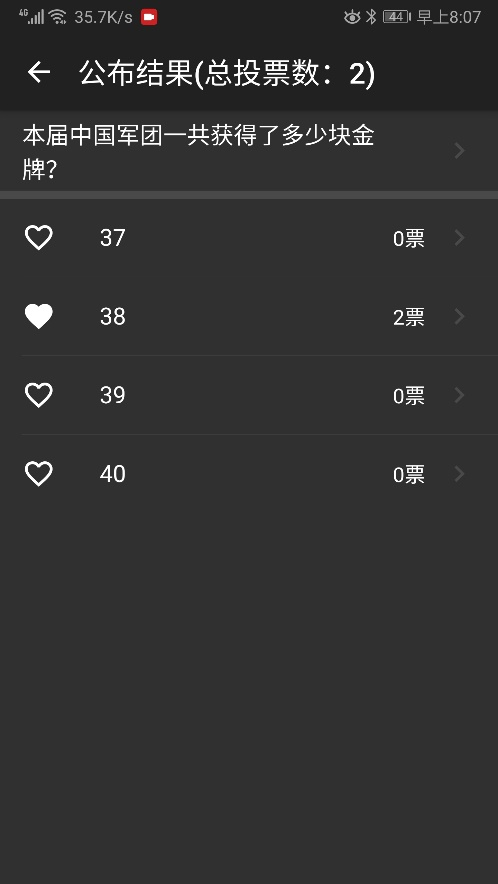 4G 35.7K/s 44 早上8:07
公布结果(总投票数：2)
本届中国军团一共获得了多少块金
牌?
37 0票
38 2票
39 0票
40 0票